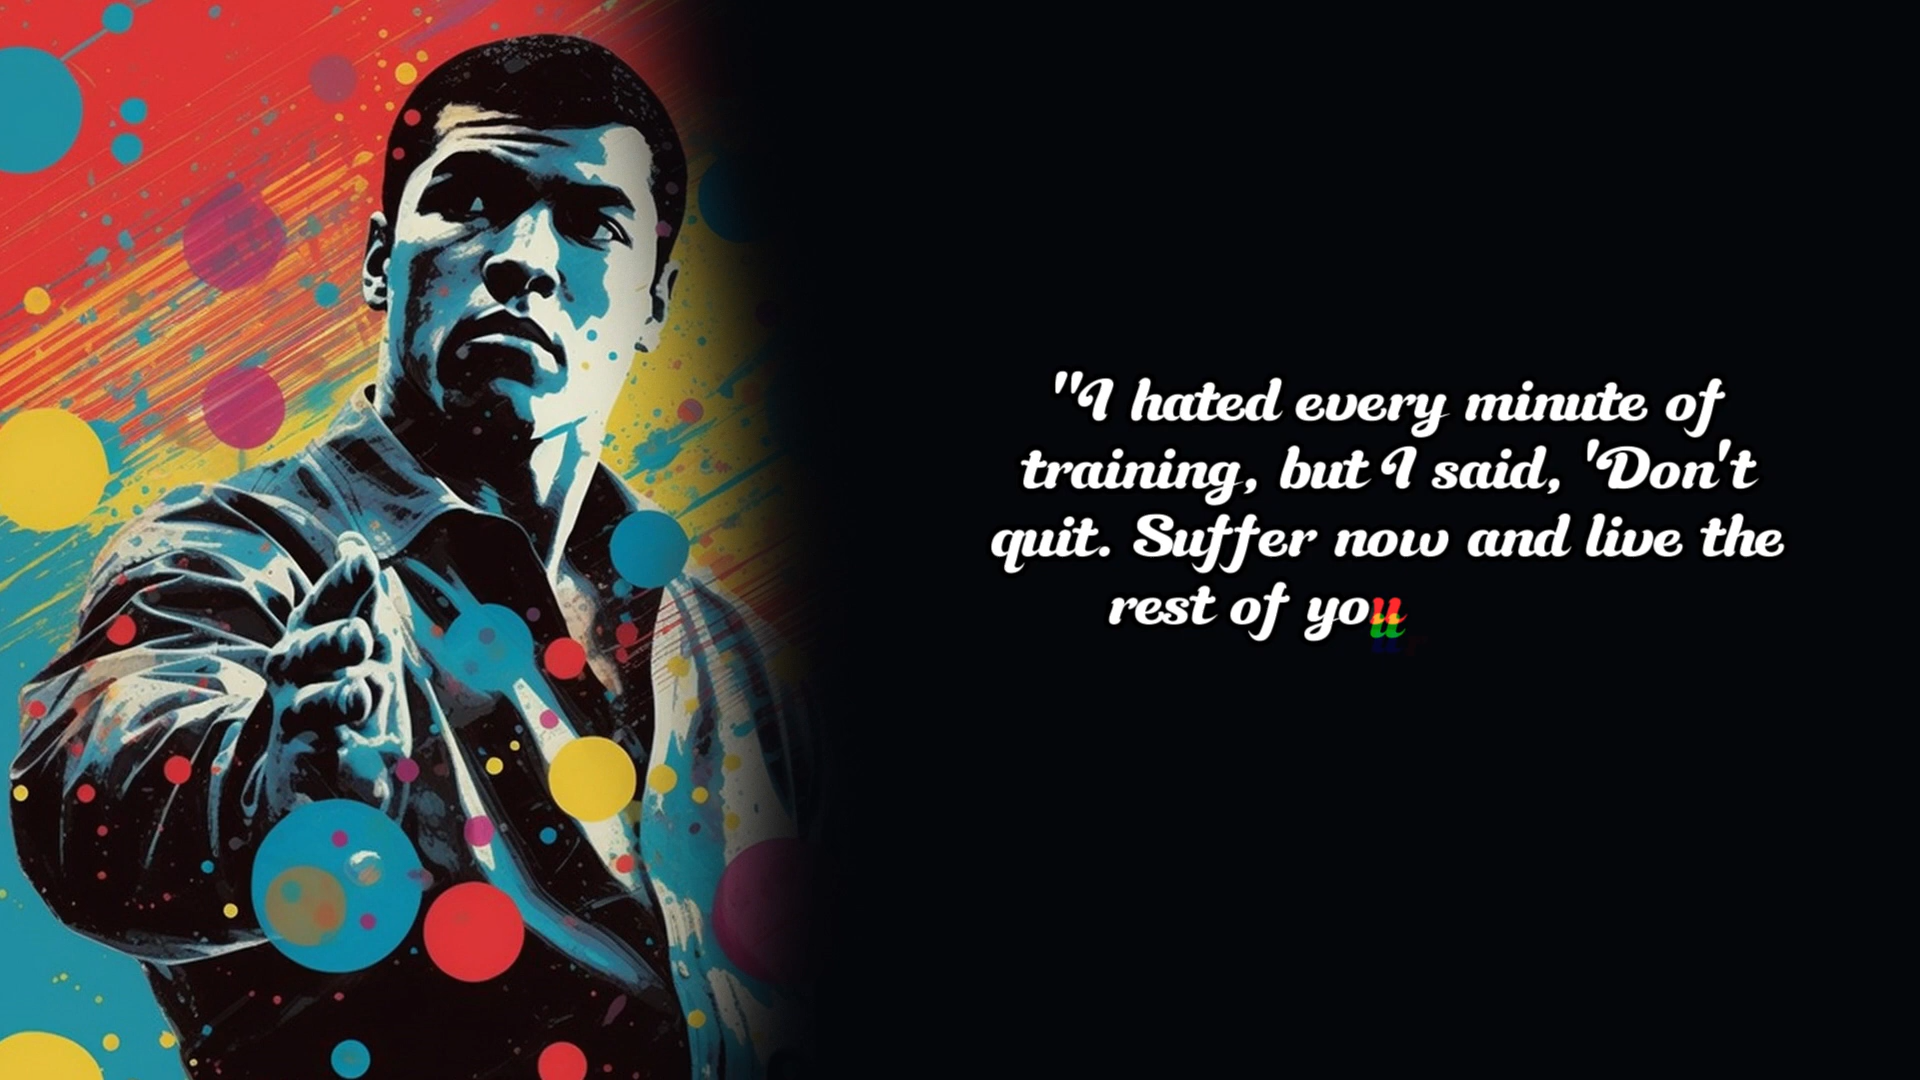 "I hated every minute of
training, but I said, 'Don't
quit. Suffer now and live the
rest of you